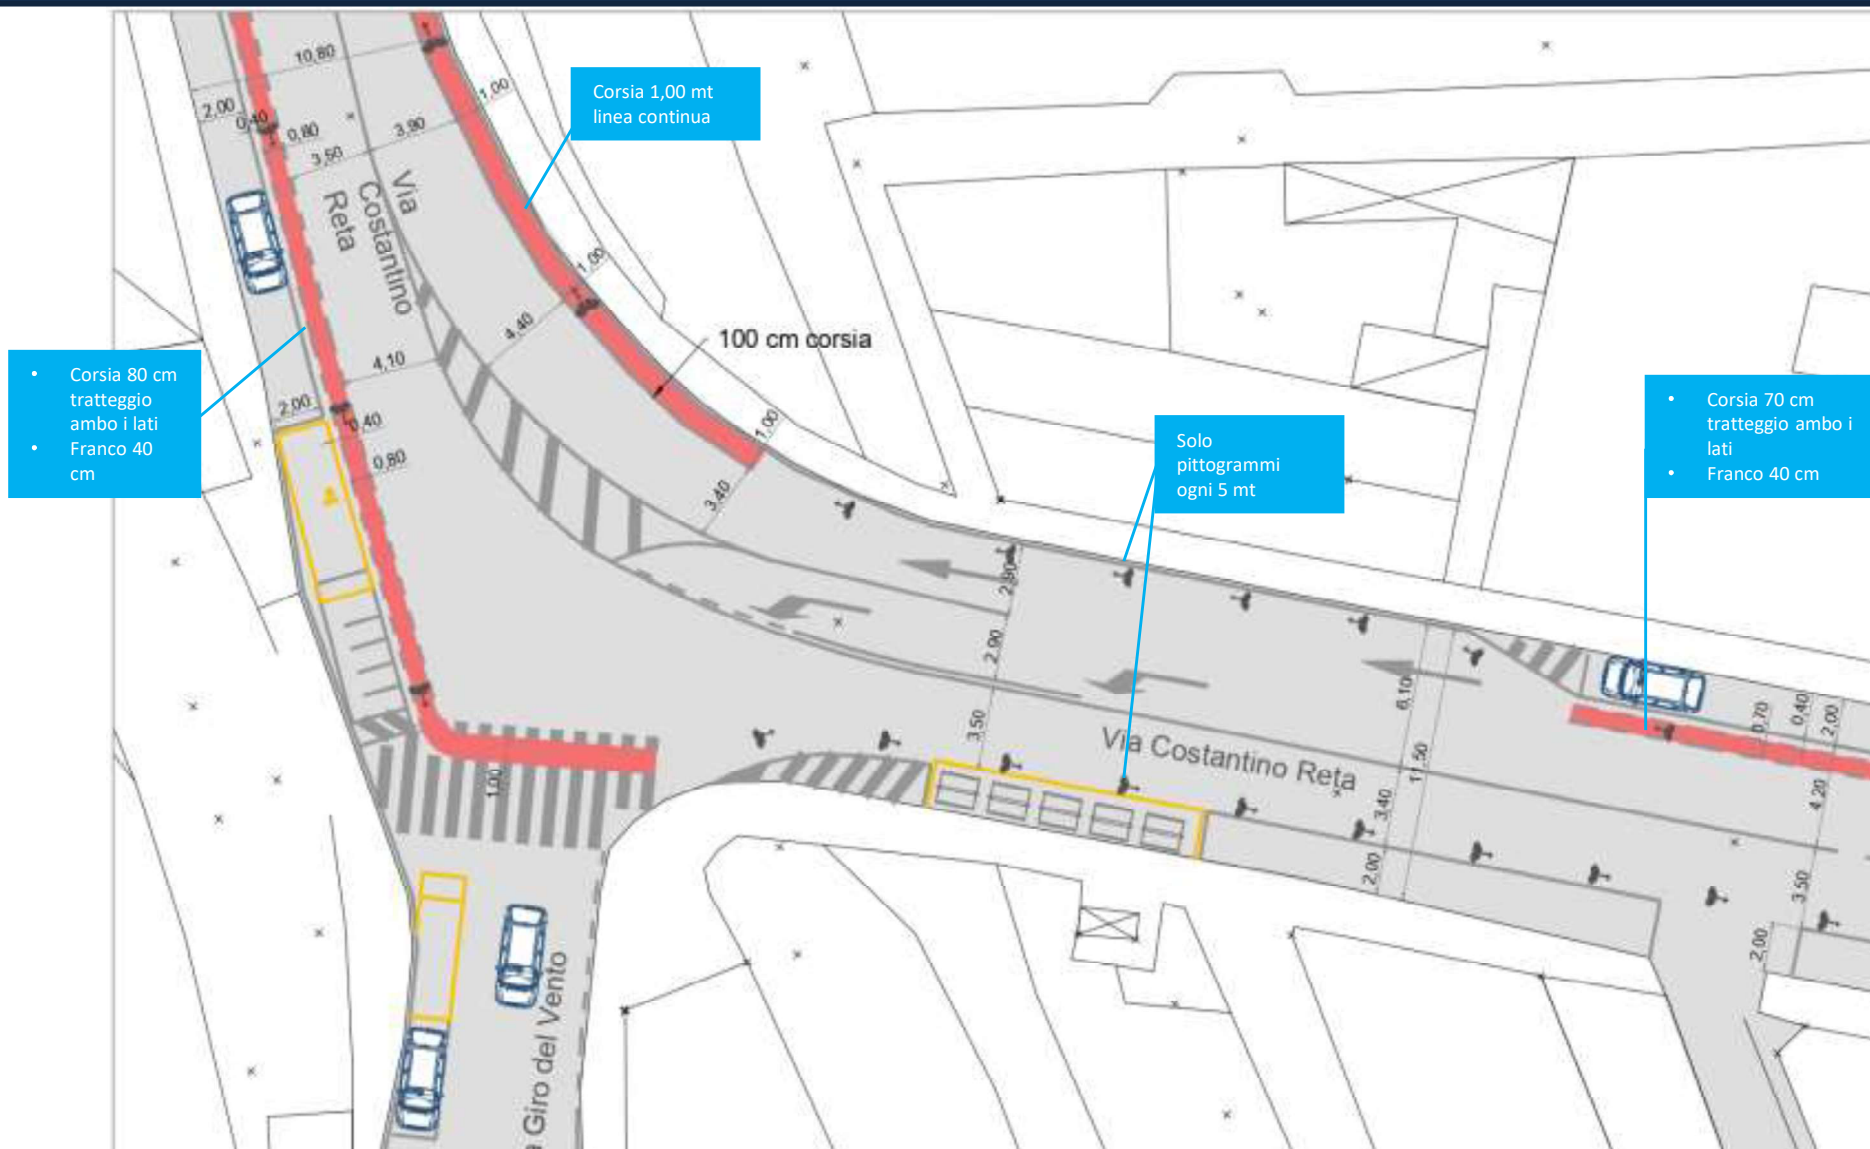 10,80
1,00
2,00
0,40
0,80
3,90
3,50
Corsia 1,00 mt
linea continua
Via
Costantino
Reta
1,00
4,40
100 cm corsia
4,10
• Corsia 80 cm
tratteggio
ambo i lati
• Franco 40
cm
2,00
0,40
0,80
1,00
3,40
Solo
pittogrammi
ogni 5 mt
• Corsia 70 cm
tratteggio ambo i
lati
• Franco 40 cm
2,90
2,90
3,50
6,10
11,50
3,40
2,00
Via Costantino Reta
0,70
0,40
2,00
4,20
3,50
2,00
1,00
Giro del Vento